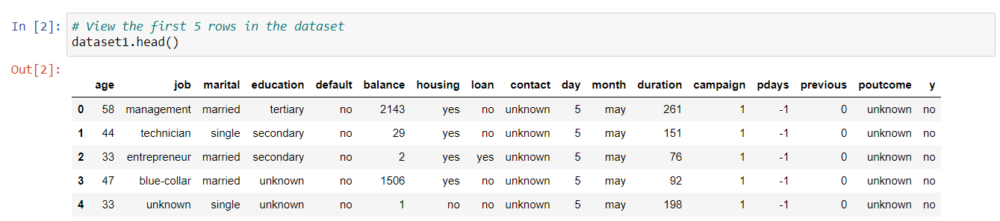 In [2]: # View the first 5 rows in the dataset
dataset1.head()
Out[2]:
age job marital education default balance housing loan contact day month duration campaign pdays previous poutcome y
0 58 management married tertiary no 2143 yes no unknown 5 may 261 1 -1 0 unknown no
1 44 technician single secondary no 29 yes no unknown 5 may 151 1 -1 0 unknown no
2 33 entrepreneur married secondary no 2 yes yes unknown 5 may 76 1 -1 0 unknown no
3 47 blue-collar married unknown no 1506 yes no unknown 5 may 92 1 -1 0 unknown no
4 33 unknown single unknown no 1 no no unknown 5 may 198 1 -1 0 unknown no